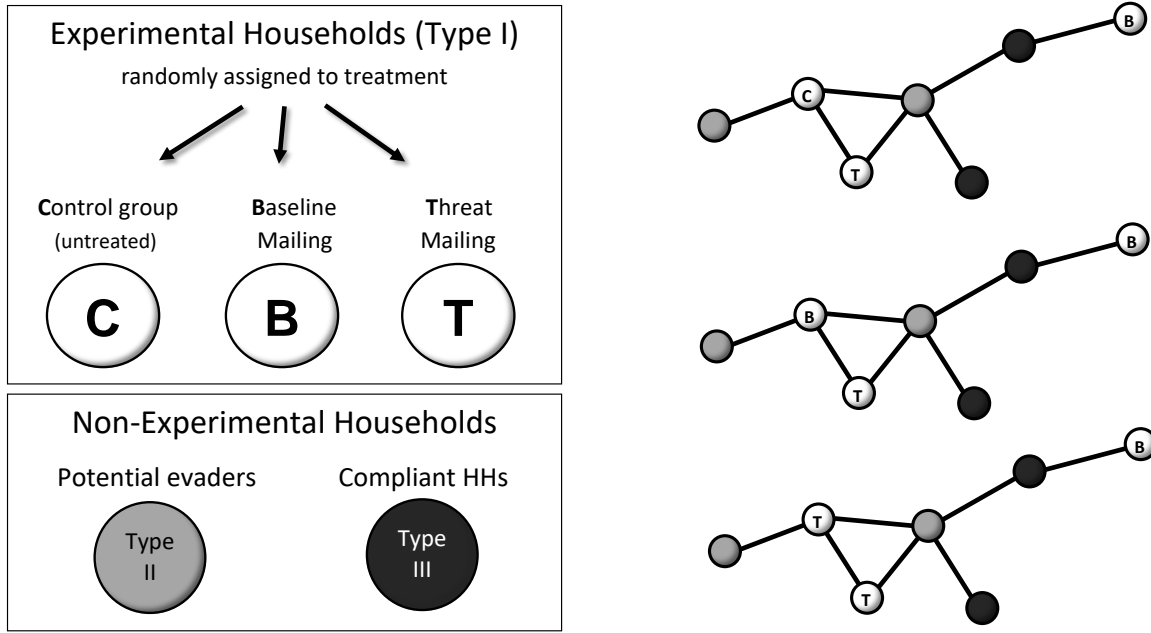 Experimental Households (Type I)
randomly assigned to treatment
Control group
(untreated)
Baseline
Mailing
Threat
Mailing
C
B
T
Non-Experimental Households
Potential evaders
Compliant HHs
Type
II
Type
III
B
C
T
B
B
T
B
T
T